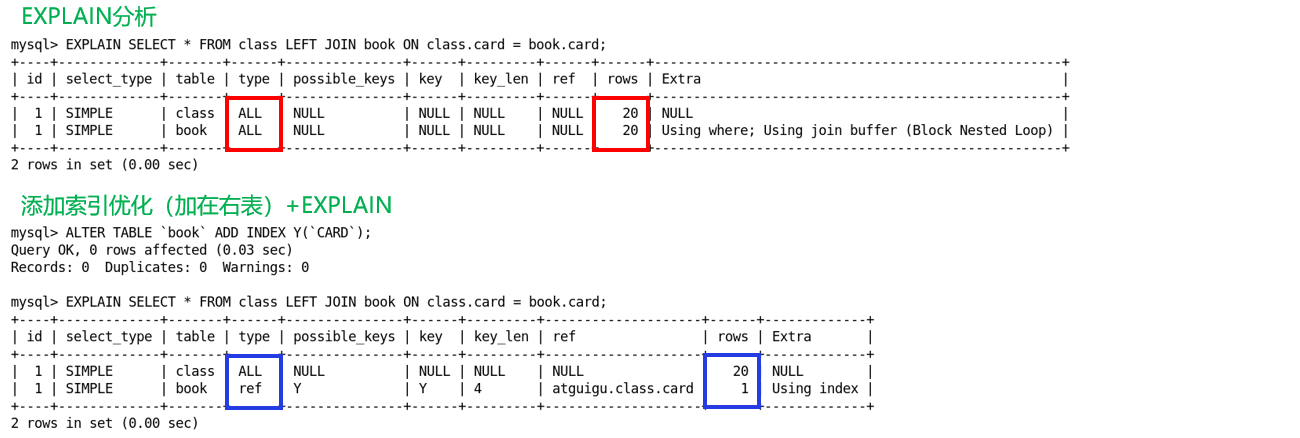 EXPLAIN分析
mysql> EXPLAIN SELECT * FROM class LEFT JOIN book ON class.card = book.card;
+----+-------------+-------+------+---------------+------+---------+------+------+----------------------------------------------------+
| id | select_type | table | type | possible_keys | key | key_len | ref | rows | Extra |
+----+-------------+-------+------+---------------+------+---------+------+------+----------------------------------------------------+
| 1 | SIMPLE | class | ALL | NULL | NULL | NULL | NULL | 20 | NULL |
| 1 | SIMPLE | book | ALL | NULL | NULL | NULL | NULL | 20 | Using where; Using join buffer (Block Nested Loop) |
+----+-------------+-------+------+---------------+------+---------+------+------+----------------------------------------------------+
2 rows in set (0.00 sec)
添加索引优化（加在右表）+EXPLAIN
mysql> ALTER TABLE `book` ADD INDEX Y(`CARD`);
Query OK, 0 rows affected (0.03 sec)
Records: 0 Duplicates: 0 Warnings: 0
mysql> EXPLAIN SELECT * FROM class LEFT JOIN book ON class.card = book.card;
+----+-------------+-------+------+---------------+------+---------+--------------------+------+-------------+
| id | select_type | table | type | possible_keys | key | key_len | ref | rows | Extra |
+----+-------------+-------+------+---------------+------+---------+--------------------+------+-------------+
| 1 | SIMPLE | class | ALL | NULL | NULL | NULL | NULL | 20 | NULL |
| 1 | SIMPLE | book | ref | Y | Y | 4 | atguigu.class.card | 1 | Using index |
+----+-------------+-------+------+---------------+------+---------+--------------------+------+-------------+
2 rows in set (0.00 sec)